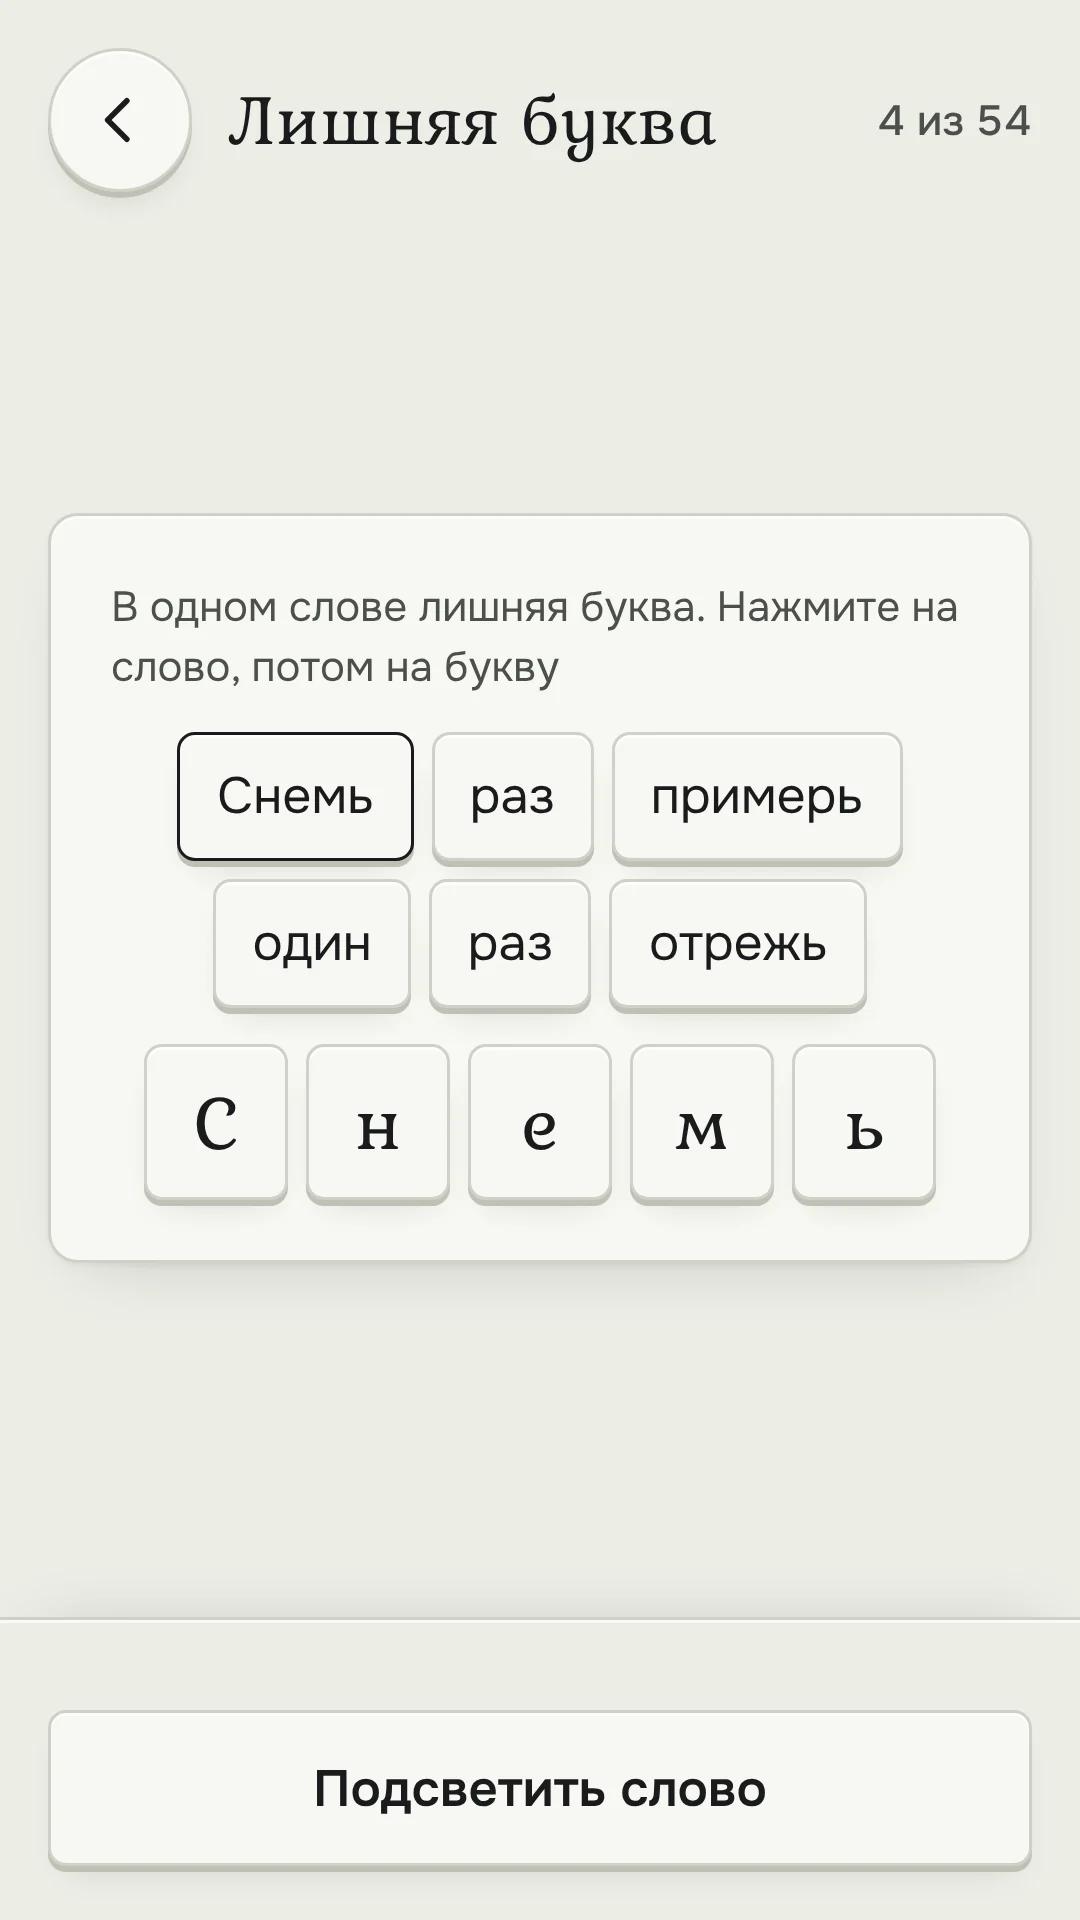 Лишняя буква
4 из 54
В одном слове лишняя буква. Нажмите на
слово, потом на букву
Снемь раз примерь
один раз отрежь
С н е м ь
Подсветить слово